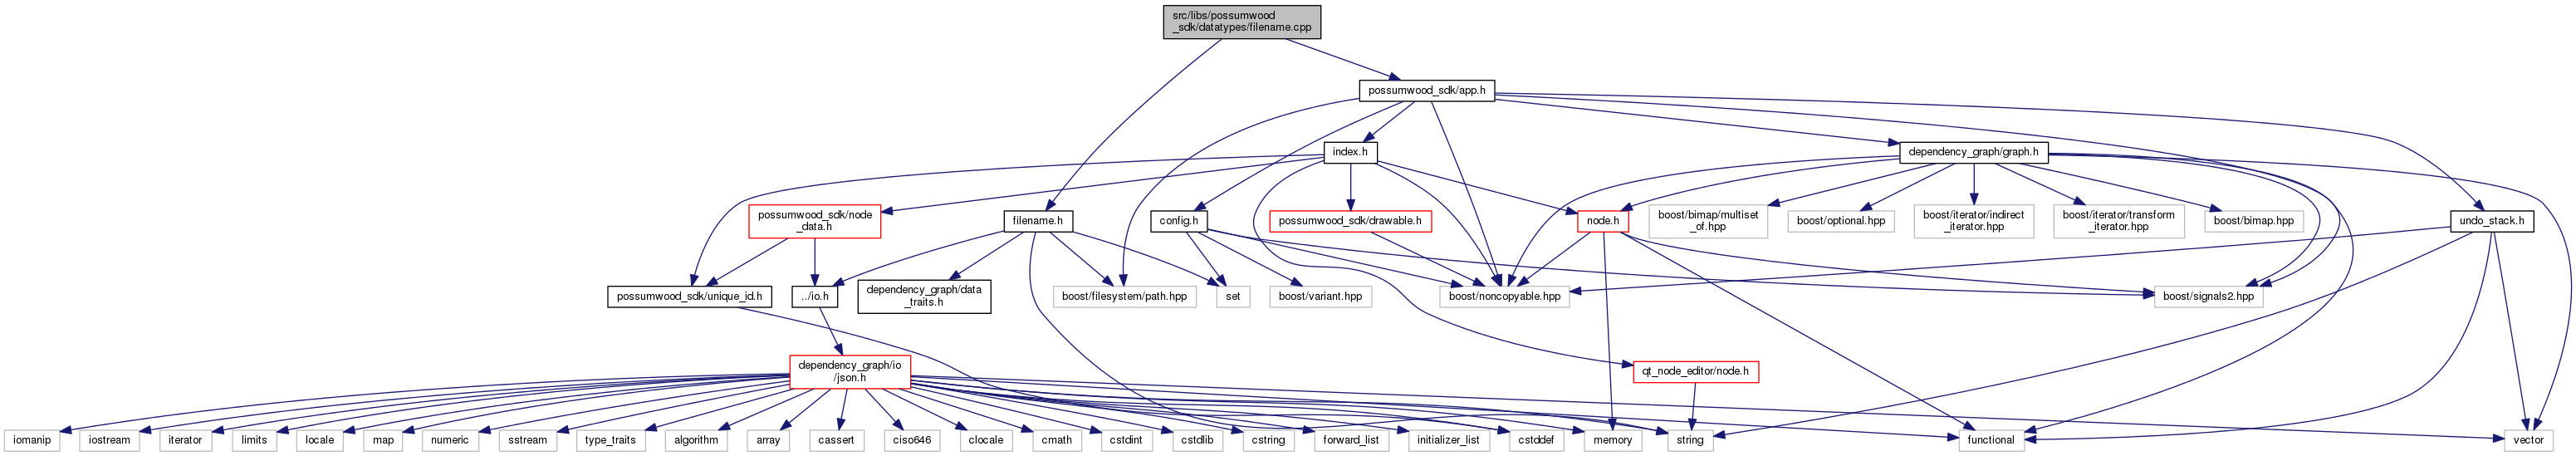 src/libs/possumwood
_sdk/datatypes/filename.cpp
possumwood_sdk/app.h
index.h
dependency_graph/graph.h
possumwood_sdk/node
_data.h
filename.h
config.h
possumwood_sdk/drawable.h
node.h
boost/bimap/multiset
_of.hpp
boost/optional.hpp
boost/iterator/indirect
_iterator.hpp
boost/iterator/transform
_iterator.hpp
boost/bimap.hpp
undo_stack.h
possumwood_sdk/unique_id.h
../io.h
dependency_graph/data
_traits.h
boost/filesystem/path.hpp
set
boost/variant.hpp
boost/noncopyable.hpp
boost/signals2.hpp
dependency_graph/io
/json.h
qt_node_editor/node.h
iomanip
iostream
iterator
limits
locale
map
numeric
sstream
type_traits
algorithm
array
cassert
ciso646
clocale
cmath
cstdint
cstdlib
cstring
forward_list
initializer_list
cstddef
memory
string
functional
vector